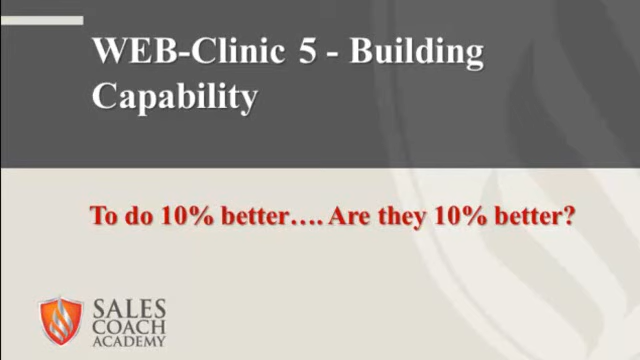 WEB-Clinic 5 - Building
Capability
To do 10% better…. Are they 10% better?
SALES
COACH
ACADEMY